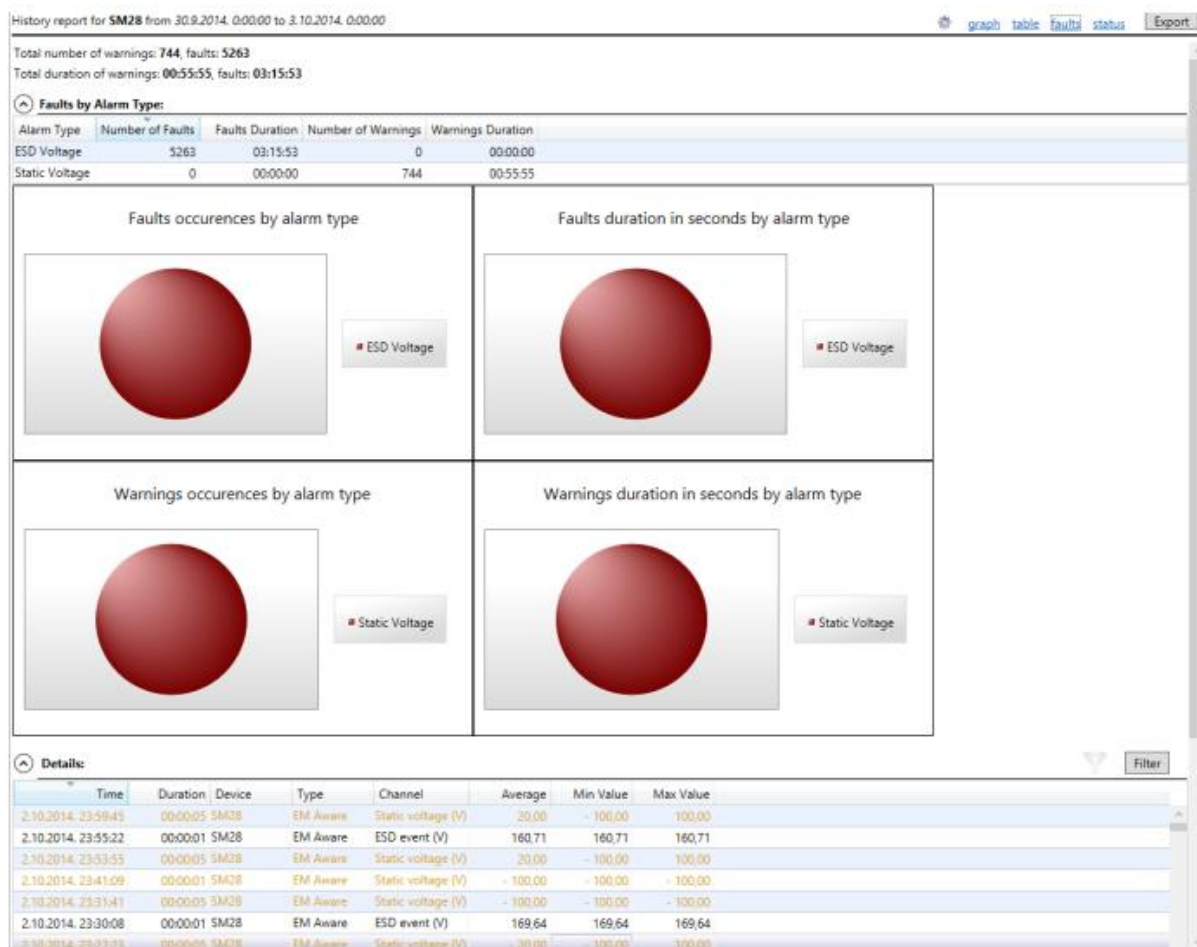 History report for SM28 from 30.9.2014. 0:00:00 to 3.10.2014. 0:00:00 graph table faults status Export
Total number of warnings: 744, faults: 5263
Total duration of warnings: 00:55:55, faults: 03:15:53
Faults by Alarm Type:
Alarm Type Number of Faults Faults Duration Number of Warnings Warnings Duration
ESD Voltage 5263 03:15:53 0 00:00:00
Static Voltage 0 00:00:00 744 00:55:55
Faults occurences by alarm type
ESD Voltage
Faults duration in seconds by alarm type
ESD Voltage
Warnings occurences by alarm type
Static Voltage
Warnings duration in seconds by alarm type
Static Voltage
Details: Filter
Time Duration Device Type Channel Average Min Value Max Value
2.10.2014. 23:59:45 00:00:05 SM28 EM Aware Static voltage (V) 20,00 - 100,00 100,00
2.10.2014. 23:55:22 00:00:01 SM28 EM Aware ESD event (V) 160,71 160,71 160,71
2.10.2014. 23:53:55 00:00:05 SM28 EM Aware Static voltage (V) 20,00 - 100,00 100,00
2.10.2014. 23:41:09 00:00:01 SM28 EM Aware Static voltage (V) - 100,00 - 100,00 - 100,00
2.10.2014. 23:31:41 00:00:05 SM28 EM Aware Static voltage (V) - 100,00 - 100,00 - 100,00
2.10.2014. 23:30:08 00:00:01 SM28 EM Aware ESD event (V) 169,64 169,64 169,64
SM28 EM Aware Static voltage (V)